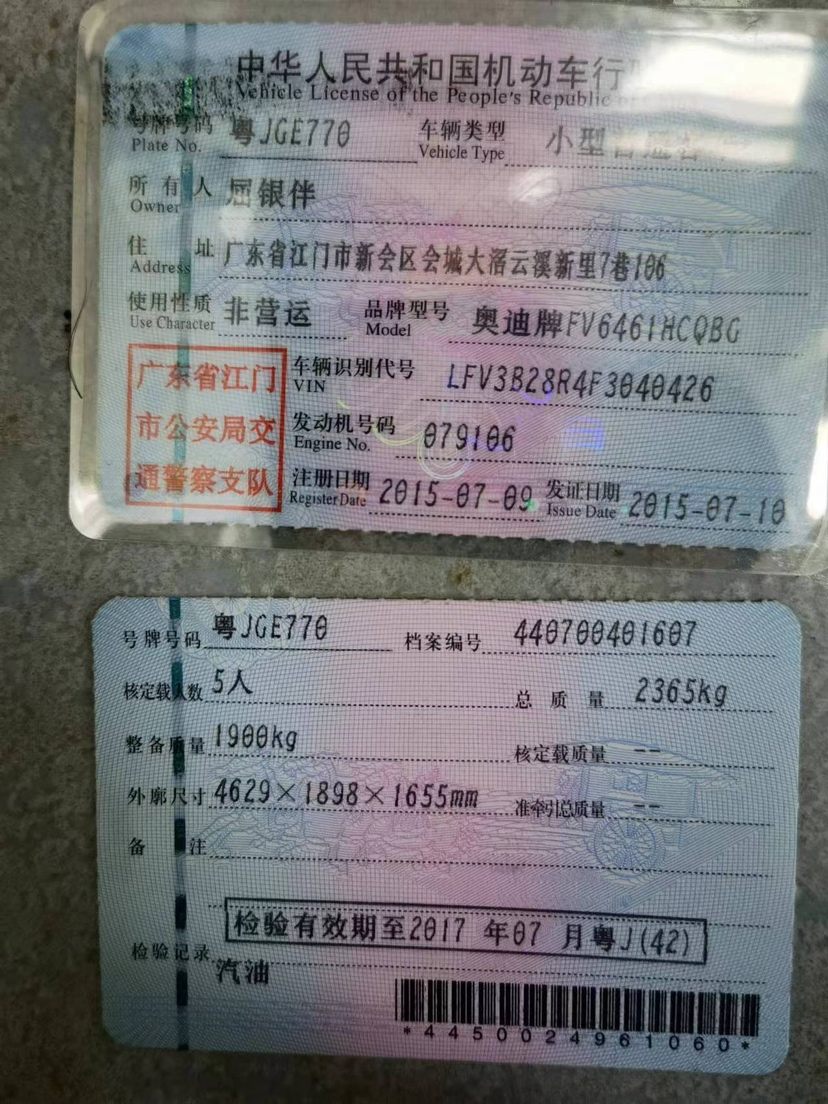 中华人民共和国机动车行
Vehicle License of the People's Republic
号牌号码 粤JGE770 车辆类型 小型普通客
Plate No. Vehicle Type
所有人 屈银伴
Owner
住址 广东省江门市新会区会城大滘云溪新里7巷106
Address
使用性质 非营运 品牌型号 奥迪牌FV6461HCQBG
Use Character Model
广东省江门 车辆识别代号 LFV3B28R4F3040426
VIN
市公安局交 发动机号码 079106
Engine No.
通警察支队 注册日期 2015-07-09 发证日期 2015-07-10
Register Date Issue Date
号牌号码 粤JGE770 档案编号 440700401607
核定载人数 5人 总质量 2365kg
整备质量 1900kg 核定载质量 --
外廓尺寸 4629×1898×1655mm 准牵引总质量 --
备注
检验有效期至2017年07月粤J(42)
检验记录
汽油
*4450024961060*